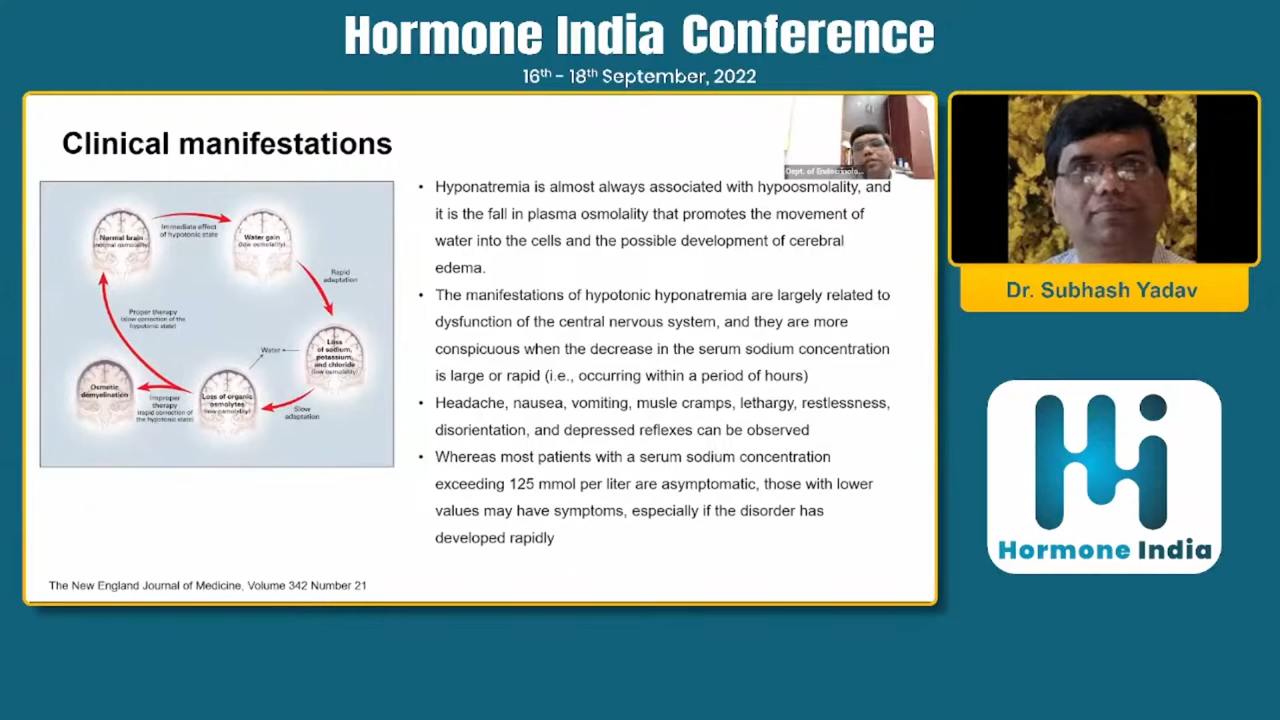 Hormone India Conference
16th - 18th September, 2022
Clinical manifestations
Dept. of Endocrinolo...
Normal brain
(normal osmolality)
Immediate effect
of hypotonic state
Water gain
(low osmolality)
Rapid
adaptation
Proper therapy
(slow correction of the
hypotonic state)
Water
Loss
of sodium,
potassium,
and chloride
(low osmolality)
Osmotic
demyelination
Improper
therapy
(rapid correction of
the hypotonic state)
Loss of organic
osmolytes
(low osmolality)
Slow
adaptation
• Hyponatremia is almost always associated with hypoosmolality, and
it is the fall in plasma osmolality that promotes the movement of
water into the cells and the possible development of cerebral
edema.
• The manifestations of hypotonic hyponatremia are largely related to
dysfunction of the central nervous system, and they are more
conspicuous when the decrease in the serum sodium concentration
is large or rapid (i.e., occurring within a period of hours)
• Headache, nausea, vomiting, musle cramps, lethargy, restlessness,
disorientation, and depressed reflexes can be observed
• Whereas most patients with a serum sodium concentration
exceeding 125 mmol per liter are asymptomatic, those with lower
values may have symptoms, especially if the disorder has
developed rapidly
The New England Journal of Medicine, Volume 342 Number 21
Dr. Subhash Yadav
Hi
Hormone India